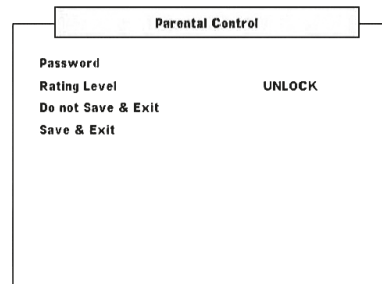 Parental Control
Password
Rating Level UNLOCK
Do not Save & Exit
Save & Exit